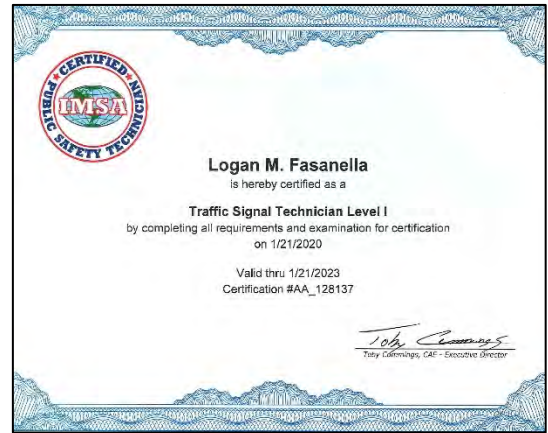 CERTIFIED
PUBLIC SAFETY TECHNICIAN
IMSA
Logan M. Fasanella
is hereby certified as a
Traffic Signal Technician Level I
by completing all requirements and examination for certification
on 1/21/2020
Valid thru 1/21/2023
Certification #AA_128137
Toby Cummings
Toby Cummings, CAE - Executive Director